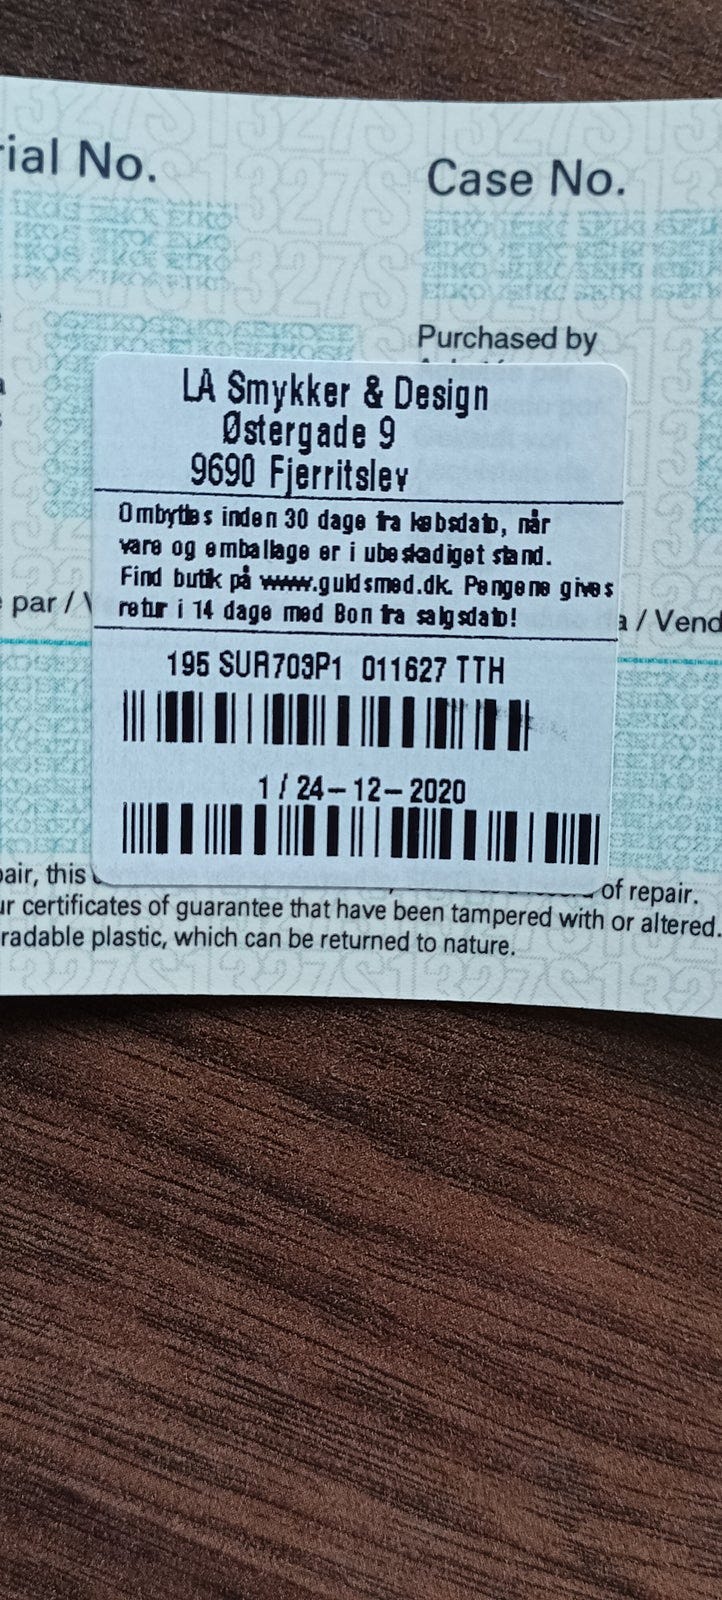 rial No.
Case No.
Purchased by
LA Smykker & Design
Østergade 9
9690 Fjerritslev
Ombyttes inden 30 dage fra købsdato, når
vare og emballage er i ubeskadiget stand.
Find butik på www.guldsmed.dk. Pengene gives
retur i 14 dage med Bon fra salgsdato!
par / V
a / Vend
195 SUR703P1 011627 TTH
1 / 24-12-2020
pair, this
of repair.
ur certificates of guarantee that have been tampered with or altered.
radable plastic, which can be returned to nature.